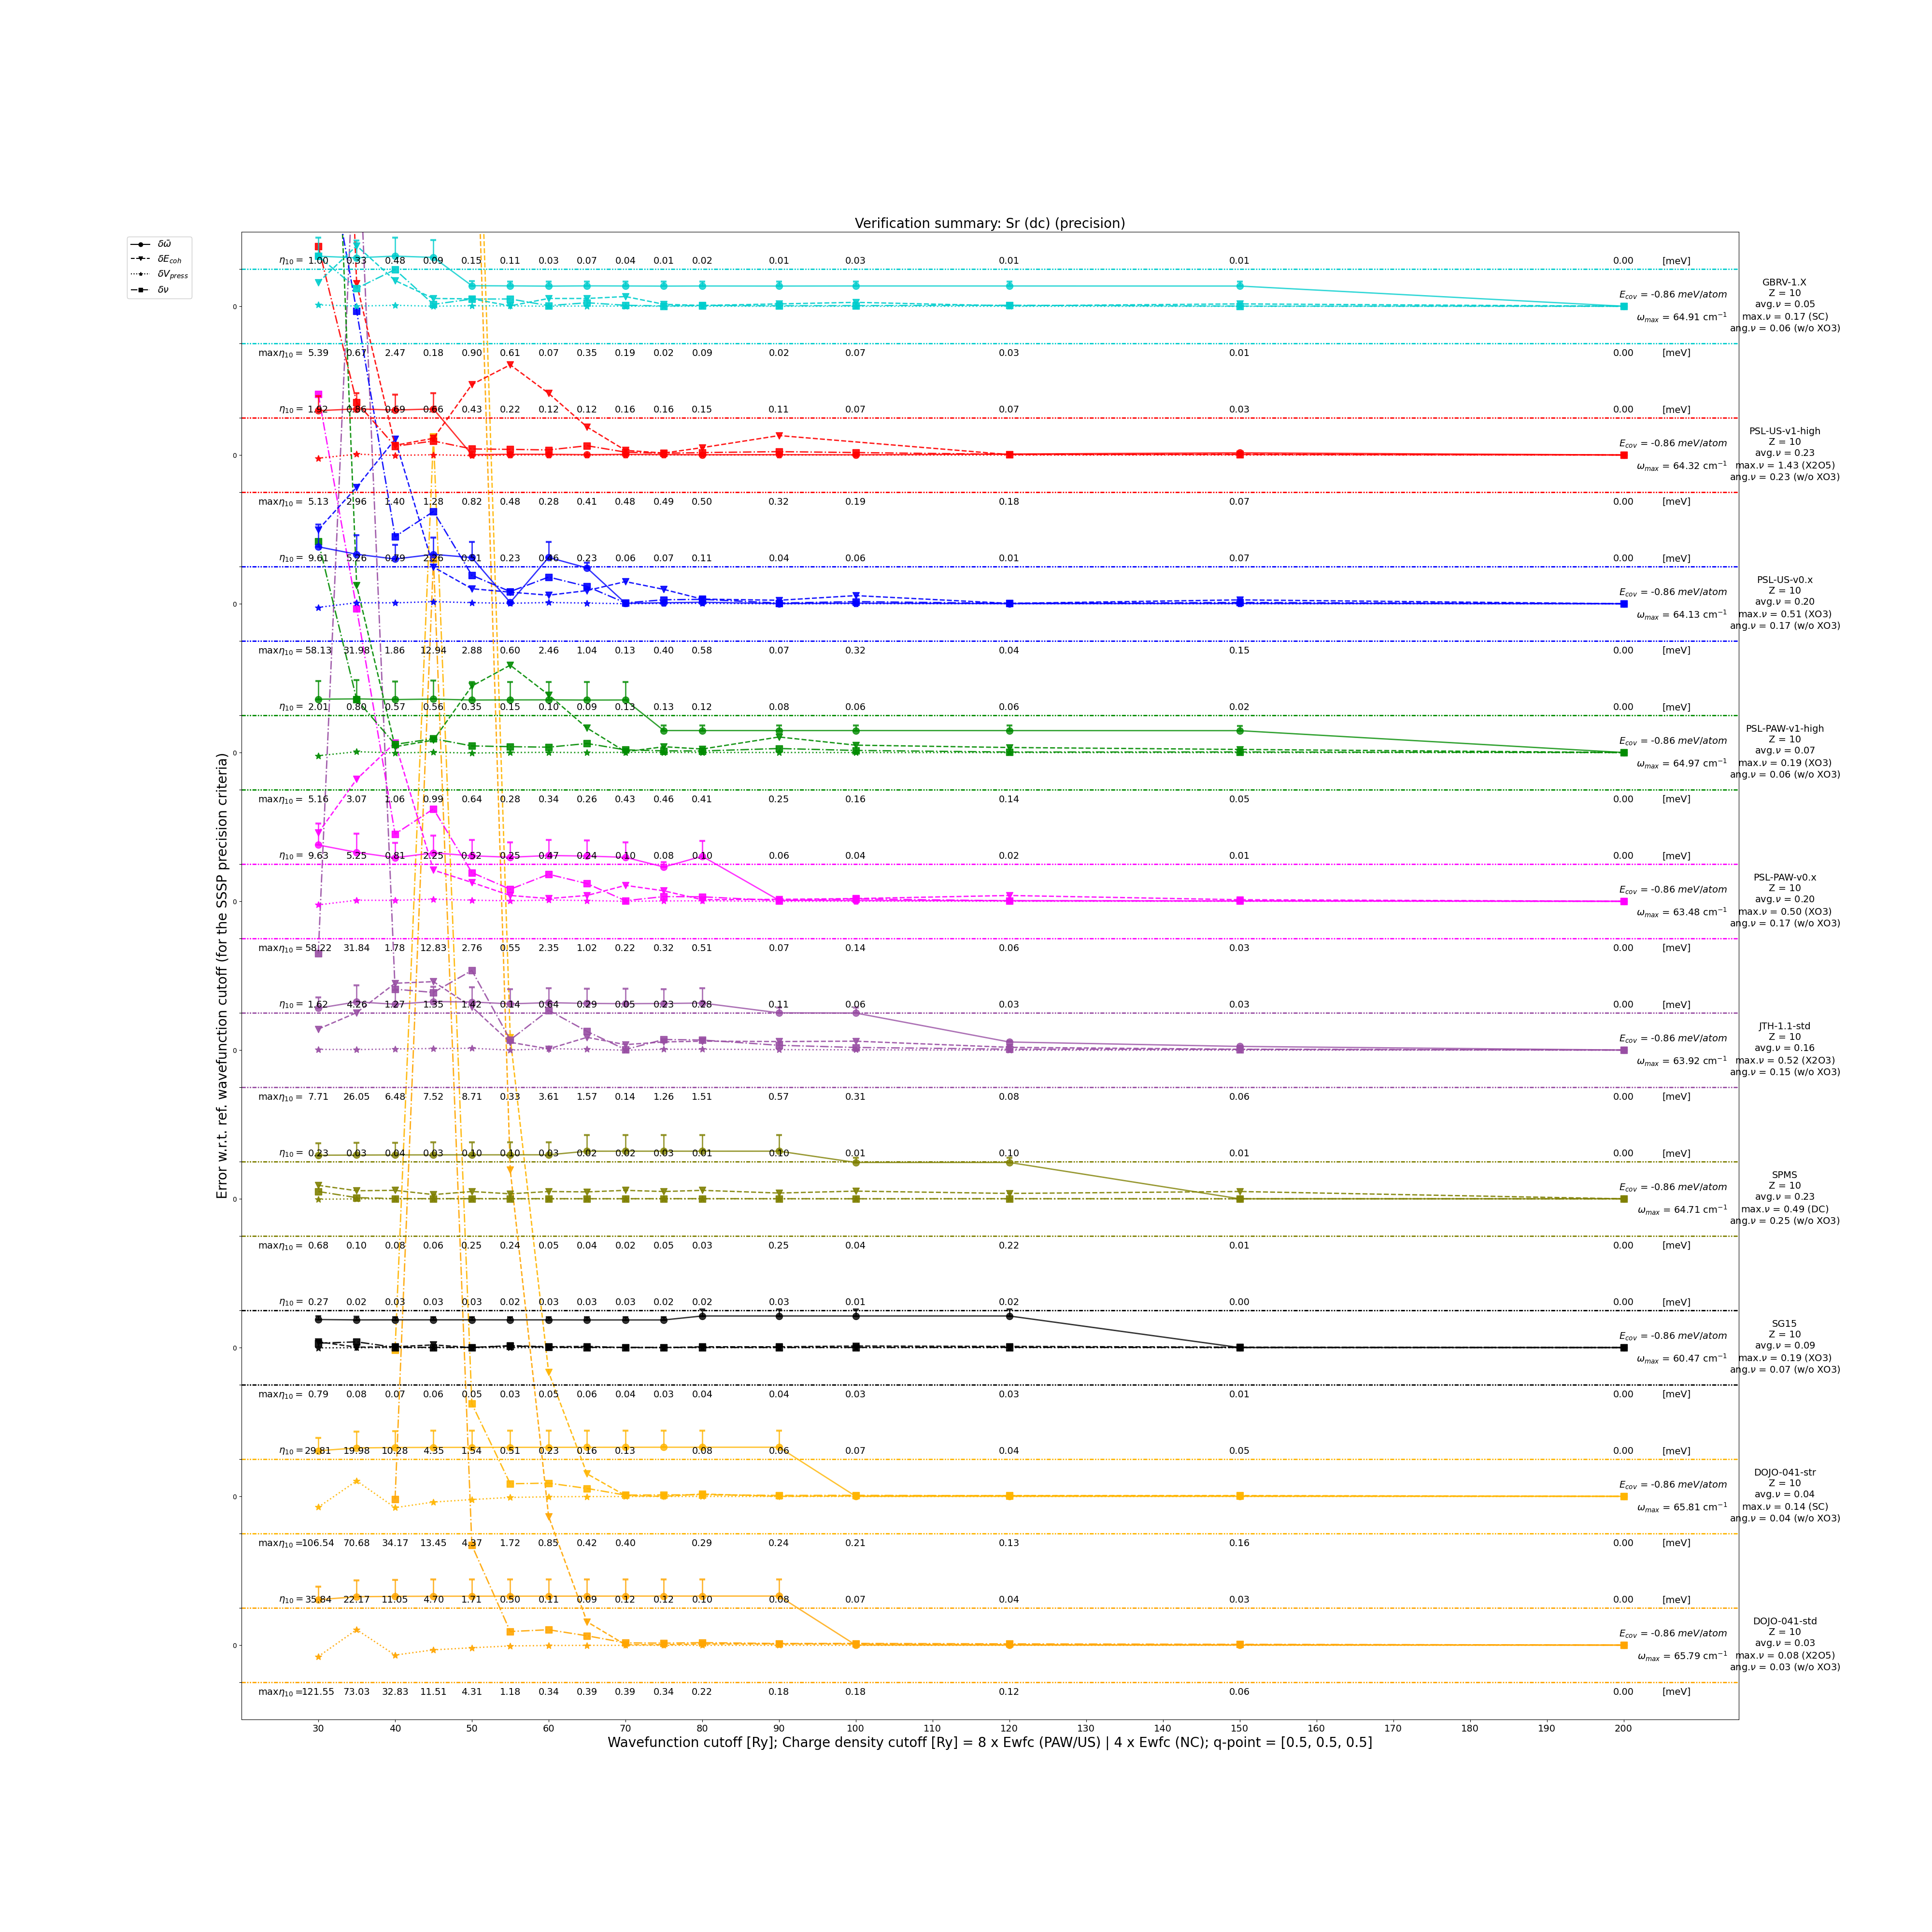 Verification summary: Sr (dc) (precision)
δω̄
δE_coh
δV_press
δν
Error w.r.t. ref. wavefunction cutoff (for the SSSP precision criteria)
η₁₀ = 1.00 0.33 0.48 0.09 0.15 0.11 0.03 0.07 0.04 0.01 0.02 0.01 0.03 0.01 0.01 0.00 [meV]
0
E_cov = -0.86 meV/atom
ω_max = 64.91 cm⁻¹
GBRV-1.X
Z = 10
avg.ν = 0.05
max.ν = 0.17 (SC)
ang.ν = 0.06 (w/o XO3)
maxη₁₀ = 5.39 0.67 2.47 0.18 0.90 0.61 0.07 0.35 0.19 0.02 0.09 0.02 0.07 0.03 0.01 0.00 [meV]
η₁₀ = 1.02 0.86 0.69 0.66 0.43 0.22 0.12 0.12 0.16 0.16 0.15 0.11 0.07 0.07 0.03 0.00 [meV]
0
E_cov = -0.86 meV/atom
ω_max = 64.32 cm⁻¹
PSL-US-v1-high
Z = 10
avg.ν = 0.23
max.ν = 1.43 (X2O5)
ang.ν = 0.23 (w/o XO3)
maxη₁₀ = 5.13 2.96 1.40 1.28 0.82 0.48 0.28 0.41 0.48 0.49 0.50 0.32 0.19 0.18 0.07 0.00 [meV]
η₁₀ = 9.61 5.26 0.23 0.23 0.06 0.07 0.11 0.04 0.06 0.01 0.07 0.00 [meV]
0
E_cov = -0.86 meV/atom
ω_max = 64.13 cm⁻¹
PSL-US-v0.x
Z = 10
avg.ν = 0.20
max.ν = 0.51 (XO3)
ang.ν = 0.17 (w/o XO3)
maxη₁₀ = 58.13 31.98 1.86 12.94 2.88 0.60 2.46 1.04 0.13 0.40 0.58 0.07 0.32 0.04 0.15 0.00 [meV]
η₁₀ = 2.01 0.80 0.57 0.56 0.35 0.15 0.10 0.09 0.13 0.13 0.12 0.08 0.06 0.06 0.02 0.00 [meV]
0
E_cov = -0.86 meV/atom
ω_max = 64.97 cm⁻¹
PSL-PAW-v1-high
Z = 10
avg.ν = 0.07
max.ν = 0.19 (XO3)
ang.ν = 0.06 (w/o XO3)
maxη₁₀ = 5.16 3.07 1.06 0.99 0.64 0.28 0.34 0.26 0.43 0.46 0.41 0.25 0.16 0.14 0.05 0.00 [meV]
η₁₀ = 9.63 5.25 0.81 2.25 0.52 0.25 0.47 0.24 0.10 0.08 0.10 0.06 0.04 0.02 0.01 0.00 [meV]
0
E_cov = -0.86 meV/atom
ω_max = 63.48 cm⁻¹
PSL-PAW-v0.x
Z = 10
avg.ν = 0.20
max.ν = 0.50 (XO3)
ang.ν = 0.17 (w/o XO3)
maxη₁₀ = 58.22 31.84 1.78 12.83 2.76 0.55 2.35 1.02 0.22 0.32 0.51 0.07 0.14 0.06 0.03 0.00 [meV]
η₁₀ = 1.62 4.26 1.27 1.35 1.42 0.14 0.64 0.29 0.05 0.23 0.28 0.11 0.06 0.03 0.03 0.00 [meV]
0
E_cov = -0.86 meV/atom
ω_max = 63.92 cm⁻¹
JTH-1.1-std
Z = 10
avg.ν = 0.16
max.ν = 0.52 (X2O3)
ang.ν = 0.15 (w/o XO3)
maxη₁₀ = 7.71 26.05 6.48 7.52 8.71 0.33 3.61 1.57 0.14 1.26 1.51 0.57 0.31 0.08 0.06 0.00 [meV]
η₁₀ = 0.23 0.03 0.04 0.03 0.10 0.10 0.03 0.02 0.02 0.03 0.01 0.10 0.01 0.10 0.01 0.00 [meV]
0
E_cov = -0.86 meV/atom
ω_max = 64.71 cm⁻¹
SPMS
Z = 10
avg.ν = 0.23
max.ν = 0.49 (DC)
ang.ν = 0.25 (w/o XO3)
maxη₁₀ = 0.68 0.10 0.08 0.06 0.25 0.24 0.05 0.04 0.02 0.05 0.03 0.25 0.04 0.22 0.01 0.00 [meV]
η₁₀ = 0.27 0.02 0.03 0.03 0.03 0.02 0.03 0.03 0.03 0.02 0.02 0.03 0.01 0.02 0.00 0.00 [meV]
0
E_cov = -0.86 meV/atom
ω_max = 60.47 cm⁻¹
SG15
Z = 10
avg.ν = 0.09
max.ν = 0.19 (XO3)
ang.ν = 0.07 (w/o XO3)
maxη₁₀ = 0.79 0.08 0.07 0.06 0.05 0.03 0.05 0.06 0.04 0.03 0.04 0.04 0.03 0.03 0.01 0.00 [meV]
η₁₀ = 29.81 19.98 10.28 4.35 1.54 0.51 0.23 0.16 0.13 0.08 0.06 0.07 0.04 0.05 0.00 [meV]
0
E_cov = -0.86 meV/atom
ω_max = 65.81 cm⁻¹
DOJO-041-str
Z = 10
avg.ν = 0.04
max.ν = 0.14 (SC)
ang.ν = 0.04 (w/o XO3)
maxη₁₀ = 106.54 70.68 34.17 13.45 4.37 1.72 0.85 0.42 0.40 0.29 0.24 0.21 0.13 0.16 0.00 [meV]
η₁₀ = 35.84 22.17 11.05 4.70 1.71 0.50 0.11 0.09 0.12 0.12 0.10 0.08 0.07 0.04 0.03 0.00 [meV]
0
E_cov = -0.86 meV/atom
ω_max = 65.79 cm⁻¹
DOJO-041-std
Z = 10
avg.ν = 0.03
max.ν = 0.08 (X2O5)
ang.ν = 0.03 (w/o XO3)
maxη₁₀ = 121.55 73.03 32.83 11.51 4.31 1.18 0.34 0.39 0.39 0.34 0.22 0.18 0.18 0.12 0.06 0.00 [meV]
30 40 50 60 70 80 90 100 110 120 130 140 150 160 170 180 190 200
Wavefunction cutoff [Ry]; Charge density cutoff [Ry] = 8 x Ewfc (PAW/US) | 4 x Ewfc (NC); q-point = [0.5, 0.5, 0.5]